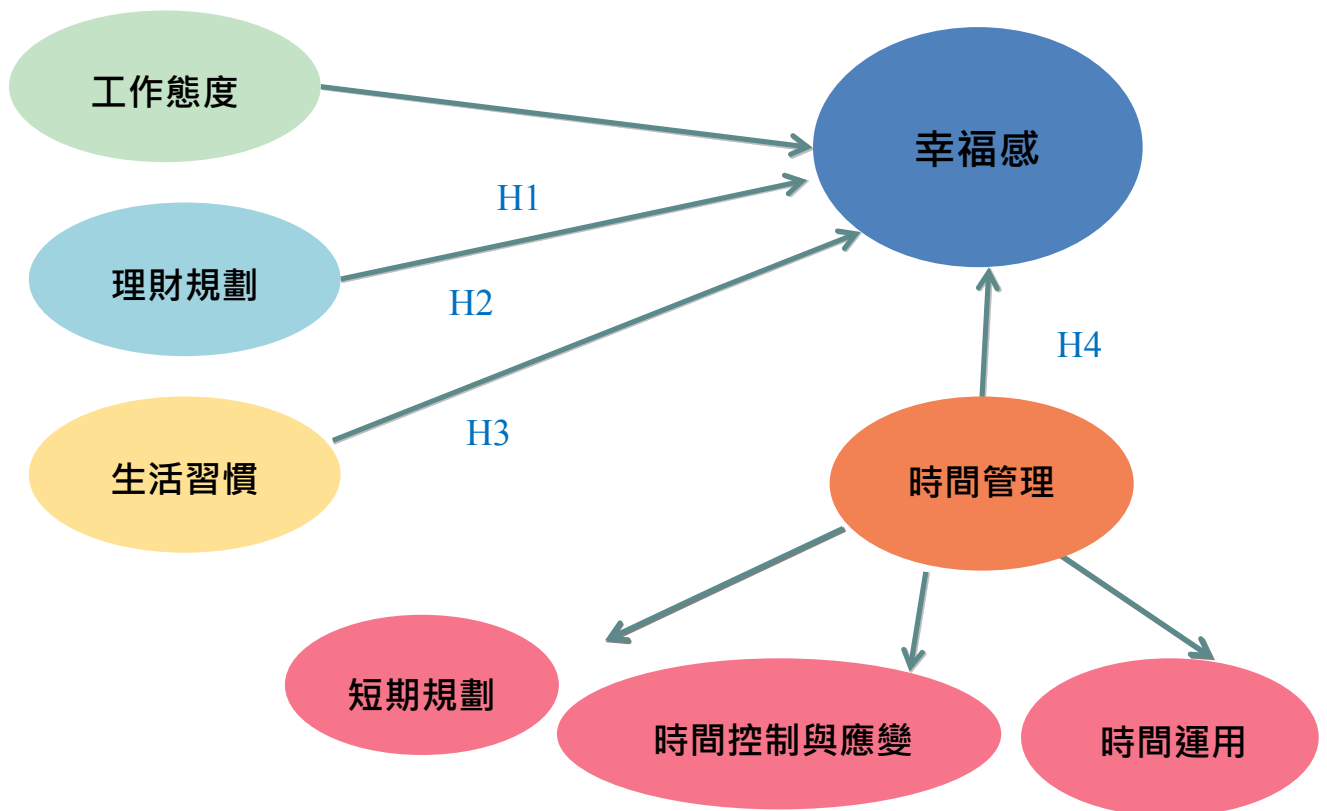 工作態度
幸福感
H1
理財規劃
H2
H4
H3
生活習慣
時間管理
短期規劃
時間控制與應變
時間運用